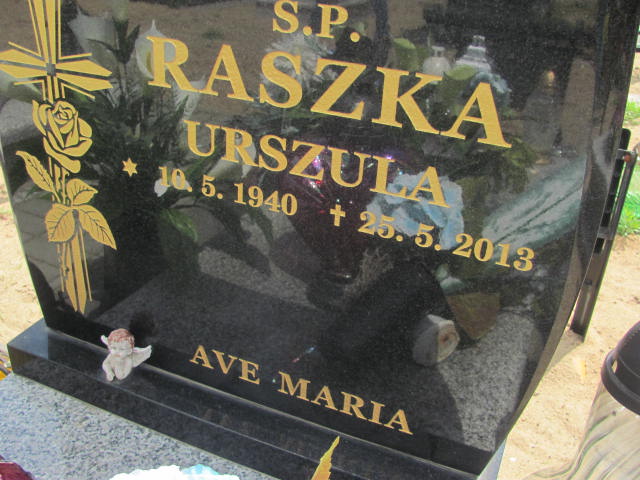 S.P.
RASZKA
URSZULA
* 10. 5. 1940 ✝ 25. 5. 2013
AVE MARIA